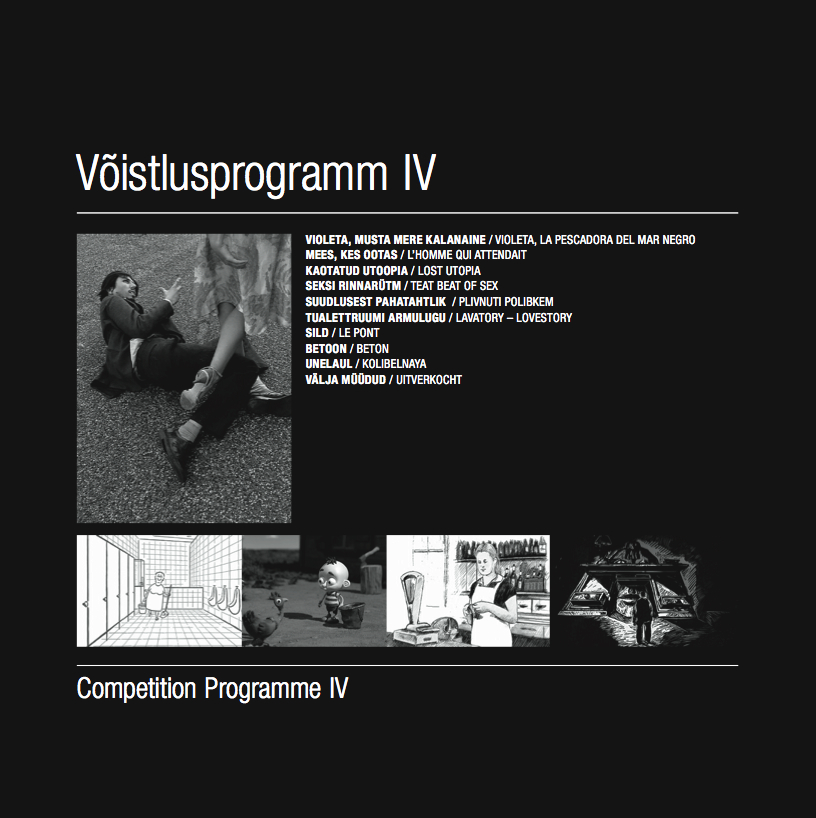 Võistlusprogramm IV
VIOLETA, MUSTA MERE KALANAINE / VIOLETA, LA PESCADORA DEL MAR NEGRO
MEES, KES OOTAS / L'HOMME QUI ATTENDAIT
KAOTATUD UTOOPIA / LOST UTOPIA
SEKSI RINNARÜTM / TEAT BEAT OF SEX
SUUDLUSEST PAHATAHTLIK / PLIVNUTI POLIBKEM
TUALETTRUUMI ARMULUGU / LAVATORY – LOVESTORY
SILD / LE PONT
BETOON / BETON
UNELAUL / KOLIBELNAYA
VÄLJA MÜÜDUD / UITVERKOCHT
Competition Programme IV